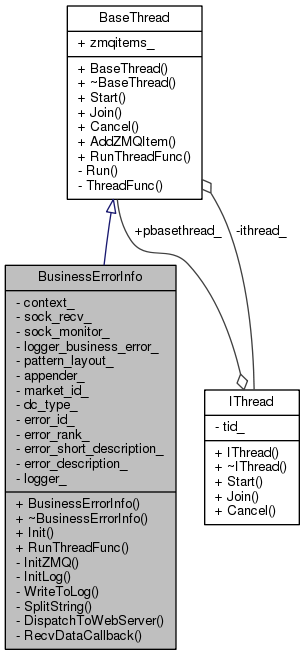 BaseThread
+ zmqitems_
+ BaseThread()
+ ~BaseThread()
+ Start()
+ Join()
+ Cancel()
+ AddZMQItem()
+ RunThreadFunc()
- Run()
- ThreadFunc()
+pbasethread_
-ithread_
BusinessErrorInfo
- context_
- sock_recv_
- sock_monitor_
- logger_business_error_
- pattern_layout_
- appender_
- market_id_
- dc_type_
- error_id_
- error_rank_
- error_short_description_
- error_description_
- logger_
+ BusinessErrorInfo()
+ ~BusinessErrorInfo()
+ Init()
+ RunThreadFunc()
- InitZMQ()
- InitLog()
- WriteToLog()
- SplitString()
- DispatchToWebServer()
- RecvDataCallback()
IThread
- tid_
+ IThread()
+ ~IThread()
+ Start()
+ Join()
+ Cancel()